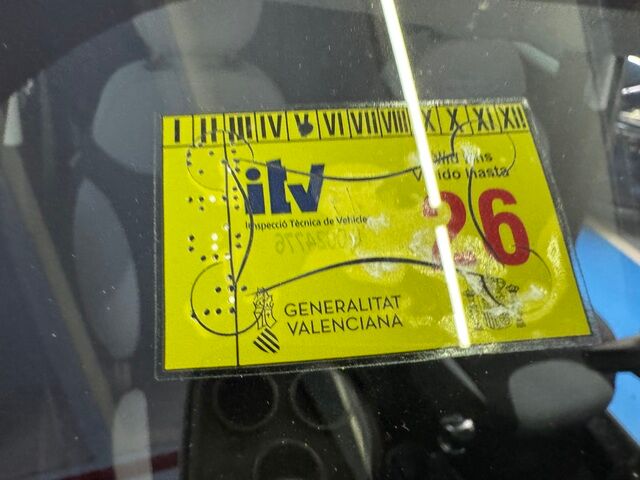 I II III IV V VI VII VIII IX X XI XII
Vàlid fins
Válido hasta
itv
26
Inspecció Tècnica de Vehicles
0024776
GENERALITAT
VALENCIANA